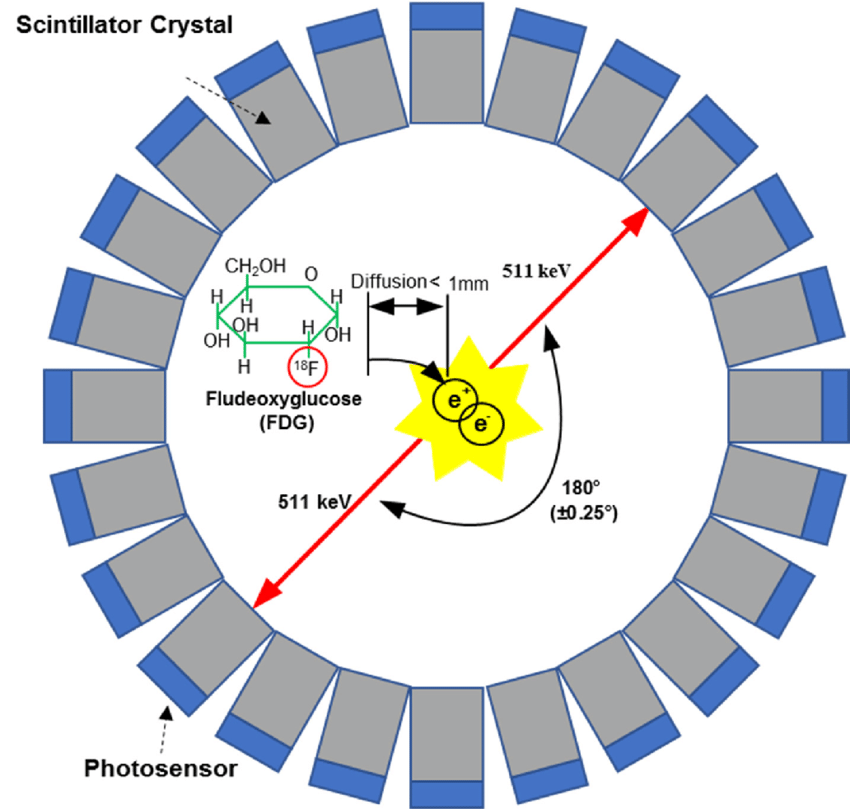 Scintillator Crystal
511 keV
CH₂OH
O
Diffusion < 1mm
H
H
H
OH
OH
H
OH
H
¹⁸F
Fludeoxyglucose
(FDG)
e⁺
e⁻
511 keV
180°
(±0.25°)
Photosensor